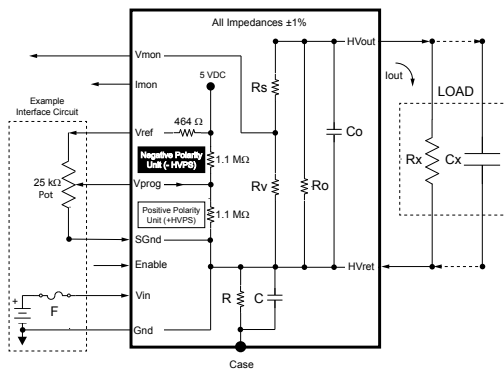 All Impedances ±1%
Vmon
HVout
Imon
5 VDC
Rs
Iout
LOAD
Example
Interface Circuit
Vref
464 Ω
Co
Negative Polarity
Unit (- HVPS)
1.1 MΩ
Rx
Cx
25 kΩ
Pot
Vprog
Rv
Ro
Positive Polarity
Unit (+HVPS)
1.1 MΩ
SGnd
Enable
HVret
+
Vin
R
C
F
Gnd
Case